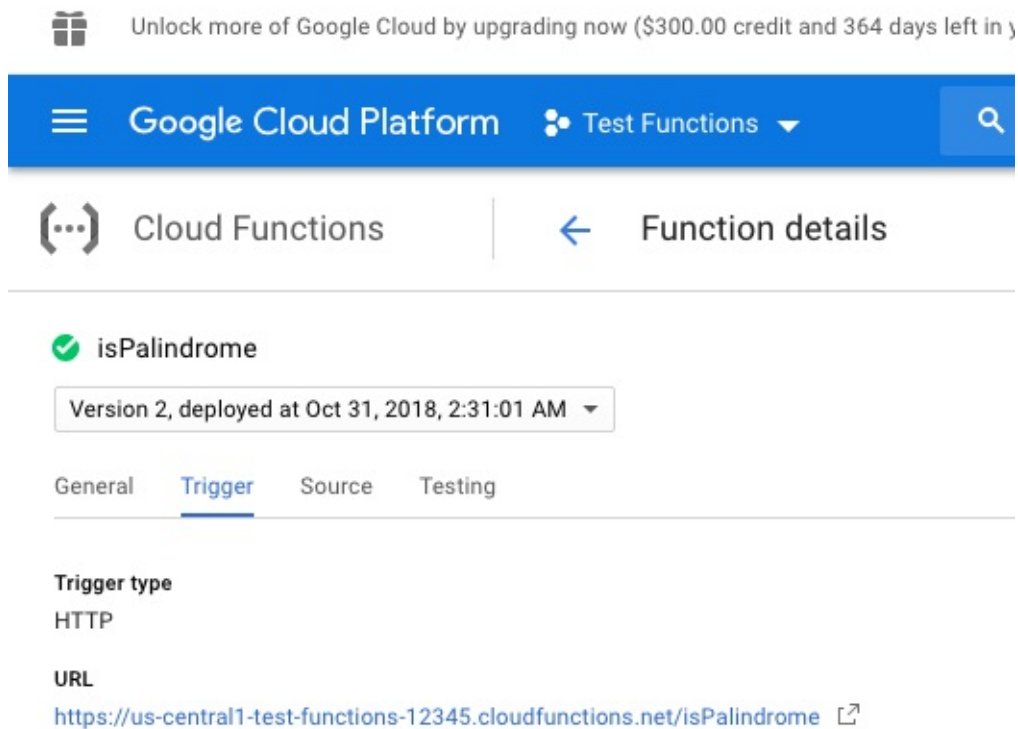 Unlock more of Google Cloud by upgrading now ($300.00 credit and 364 days left in
Google Cloud Platform Test Functions
Cloud Functions Function details
isPalindrome
Version 2, deployed at Oct 31, 2018, 2:31:01 AM
General Trigger Source Testing
Trigger type
HTTP
URL
https://us-central1-test-functions-12345.cloudfunctions.net/isPalindrome